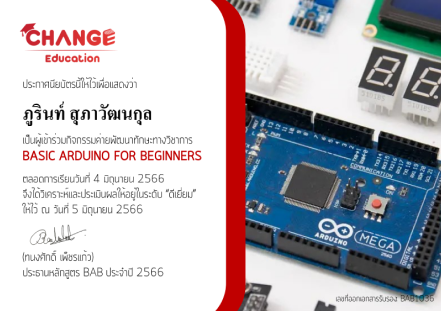 CHANGE
Education
ประกาศนียบัตรนี้ให้ไว้เพื่อแสดงว่า
ภูรินท์ สุภาวัฒนกุล
เป็นผู้เข้าร่วมกิจกรรมค่ายพัฒนาทักษะทางวิชาการ
BASIC ARDUINO FOR BEGINNERS
ตลอดการเรียนวันที่ 4 มิถุนายน 2566
จึงได้วิเคราะห์และประเมินผลให้อยู่ในระดับ "ดีเยี่ยม"
ให้ไว้ ณ วันที่ 5 มิถุนายน 2566
(ทนงศักดิ์ เพ็ชรแก้ว)
ประธานหลักสูตร BAB ประจำปี 2566
COMMUNICATION
ARDUINO
MEGA
เลขที่ออกเอกสารรับรอง